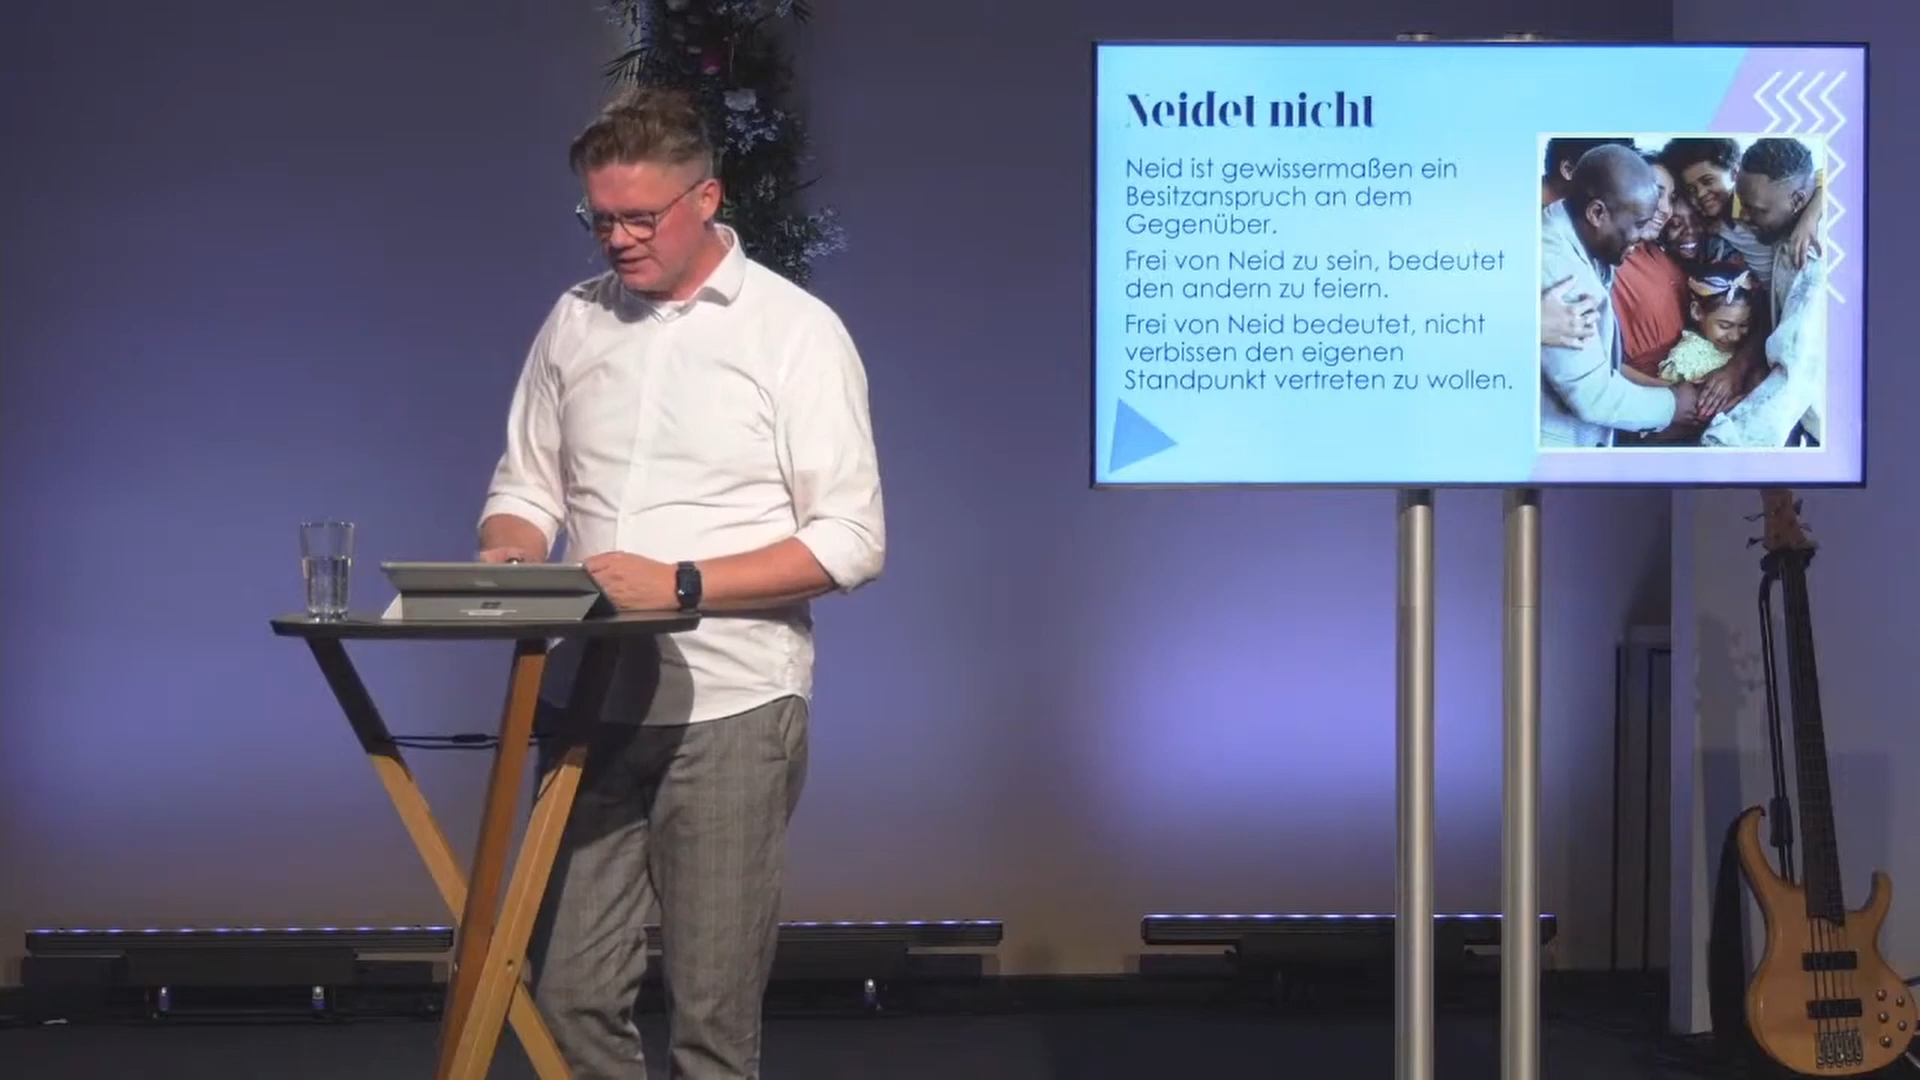 Neidet nicht
Neid ist gewissermaßen ein
Besitzanspruch an dem
Gegenüber.
Frei von Neid zu sein, bedeutet
den andern zu feiern.
Frei von Neid bedeutet, nicht
verbissen den eigenen
Standpunkt vertreten zu wollen.